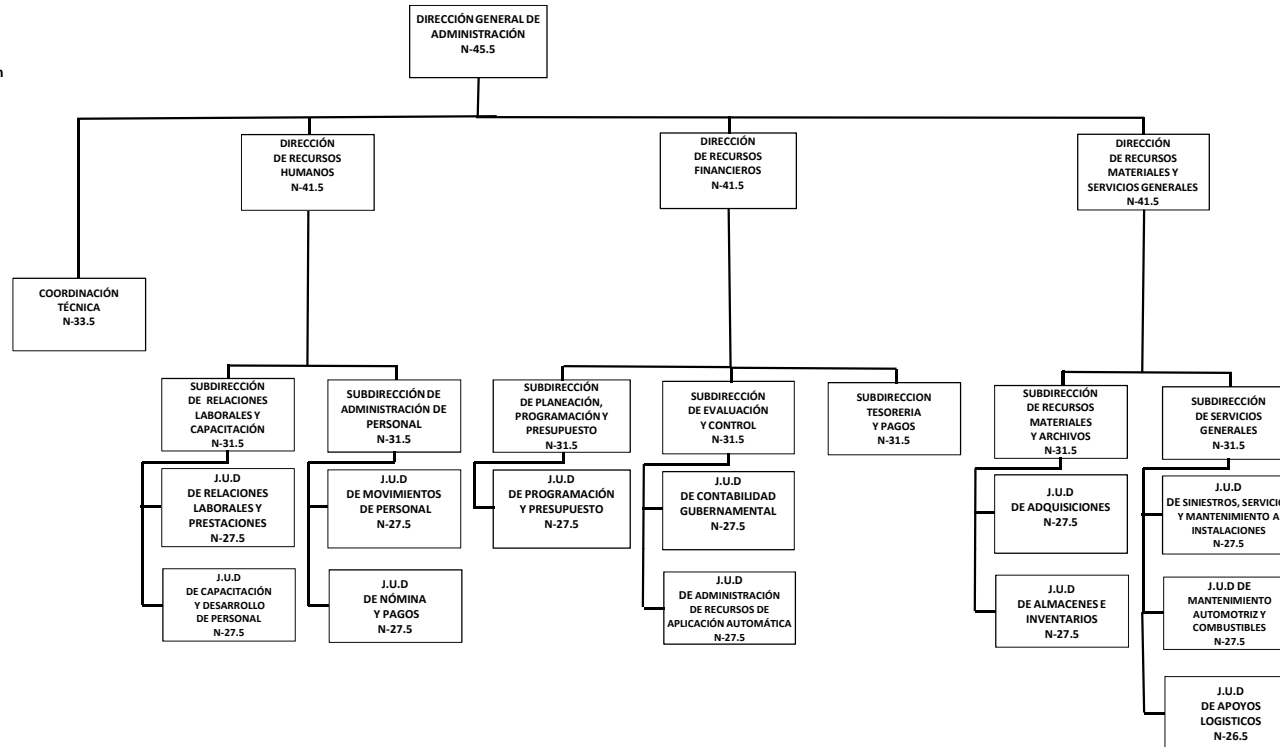 DIRECCIÓN GENERAL DE
ADMINISTRACIÓN
N-45.5
DIRECCIÓN
DE RECURSOS
HUMANOS
N-41.5
DIRECCIÓN
DE RECURSOS
FINANCIEROS
N-41.5
DIRECCIÓN
DE RECURSOS
MATERIALES Y
SERVICIOS GENERALES
N-41.5
COORDINACIÓN
TÉCNICA
N-33.5
SUBDIRECCIÓN
DE RELACIONES
LABORALES Y
CAPACITACIÓN
N-31.5
SUBDIRECCIÓN DE
ADMINISTRACIÓN DE
PERSONAL
N-31.5
SUBDIRECCIÓN
DE PLANEACIÓN,
PROGRAMACIÓN Y
PRESUPUESTO
N-31.5
SUBDIRECCIÓN
DE EVALUACIÓN
Y CONTROL
N-31.5
SUBDIRECCION
TESORERIA
Y PAGOS
N-31.5
SUBDIRECCIÓN
DE RECURSOS
MATERIALES
Y ARCHIVOS
N-31.5
SUBDIRECCIÓN
DE SERVICIOS
GENERALES
N-31.5
J.U.D
DE RELACIONES
LABORALES Y
PRESTACIONES
N-27.5
J.U.D
DE MOVIMIENTOS
DE PERSONAL
N-27.5
J.U.D
DE PROGRAMACIÓN
Y PRESUPUESTO
N-27.5
J.U.D
DE CONTABILIDAD
GUBERNAMENTAL
N-27.5
J.U.D
DE ADQUISICIONES
N-27.5
J.U.D
DE SINIESTROS,
Y MANTENIMIENTO A
INSTALACIONES
N-27.5
J.U.D
DE CAPACITACIÓN
Y DESARROLLO
DE PERSONAL
N-27.5
J.U.D
DE NÓMINA
Y PAGOS
N-27.5
J.U.D
DE ADMINISTRACIÓN
DE RECURSOS DE
APLICACIÓN AUTOMÁTICA
N-27.5
J.U.D
DE ALMACENES E
INVENTARIOS
N-27.5
J.U.D DE
MANTENIMIENTO
AUTOMOTRIZ Y
COMBUSTIBLES
N-27.5
J.U.D
DE APOYOS
LOGISTICOS
N-26.5